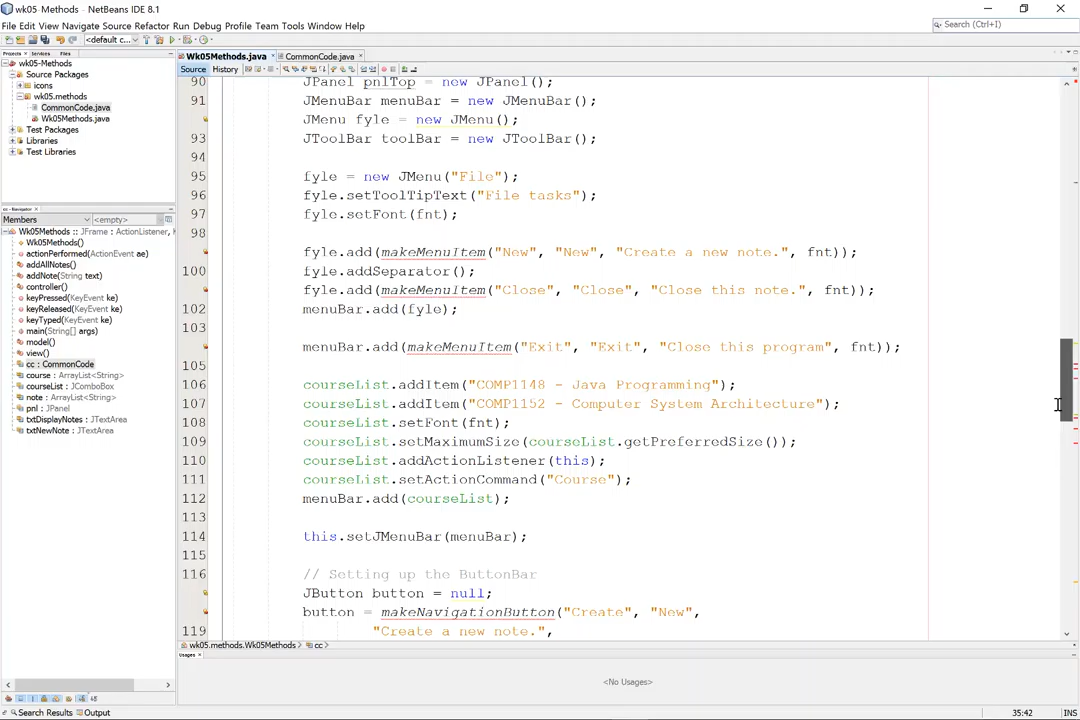 wk05-Methods - NetBeans IDE 8.1
File Edit View Navigate Source Refactor Run Debug Profile Team Tools Window Help
Search (Ctrl+I)
<default c...
Projects × Services Files
Wk05Methods.java × CommonCode.java ×
Source History
wk05-Methods
Source Packages
icons
wk05.methods
CommonCode.java
Wk05Methods.java
Test Packages
Libraries
Test Libraries
cc - Navigator ×
Members <empty>
Wk05Methods :: JFrame : ActionListener, K
Wk05Methods()
actionPerformed(ActionEvent ae)
addAllNotes()
addNote(String text)
controller()
keyPressed(KeyEvent ke)
keyReleased(KeyEvent ke)
keyTyped(KeyEvent ke)
main(String[] args)
model()
view()
cc : CommonCode
course : ArrayList<String>
courseList : JComboBox
note : ArrayList<String>
pnl : JPanel
txtDisplayNotes : JTextArea
txtNewNote : JTextArea
90 JPanel pnlTop = new JPanel();
91 JMenuBar menuBar = new JMenuBar();
JMenu fyle = new JMenu();
93 JToolBar toolBar = new JToolBar();
94
95 fyle = new JMenu("File");
96 fyle.setToolTipText("File tasks");
97 fyle.setFont(fnt);
98
fyle.add(makeMenuItem("New", "New", "Create a new note.", fnt));
100 fyle.addSeparator();
fyle.add(makeMenuItem("Close", "Close", "Close this note.", fnt));
102 menuBar.add(fyle);
103
menuBar.add(makeMenuItem("Exit", "Exit", "Close this program", fnt));
105
106 courseList.addItem("COMP1148 - Java Programming");
107 courseList.addItem("COMP1152 - Computer System Architecture");
108 courseList.setFont(fnt);
109 courseList.setMaximumSize(courseList.getPreferredSize());
110 courseList.addActionListener(this);
111 courseList.setActionCommand("Course");
112 menuBar.add(courseList);
113
114 this.setJMenuBar(menuBar);
115
116 // Setting up the ButtonBar
JButton button = null;
button = makeNavigationButton("Create", "New",
119 "Create a new note.",
wk05.methods.Wk05Methods cc
Usages ×
<No Usages>
Search Results Output
35:42 INS